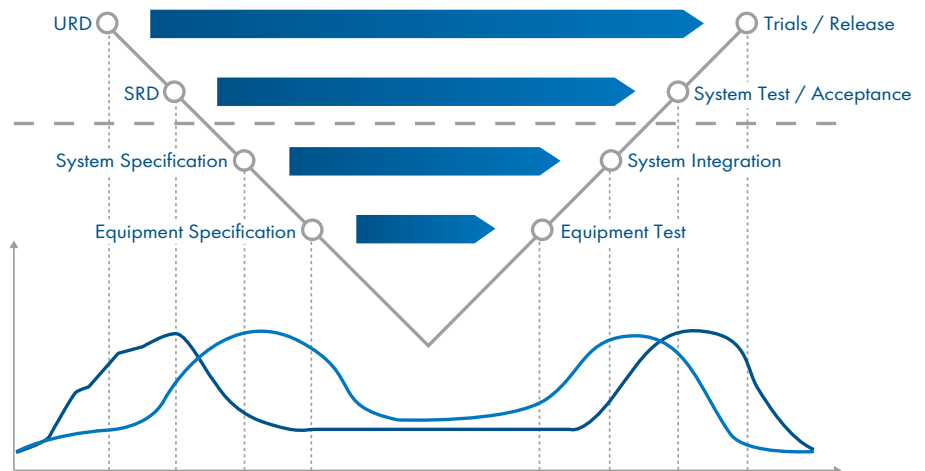 URD
Trials / Release
SRD
System Test / Acceptance
System Specification
System Integration
Equipment Specification
Equipment Test